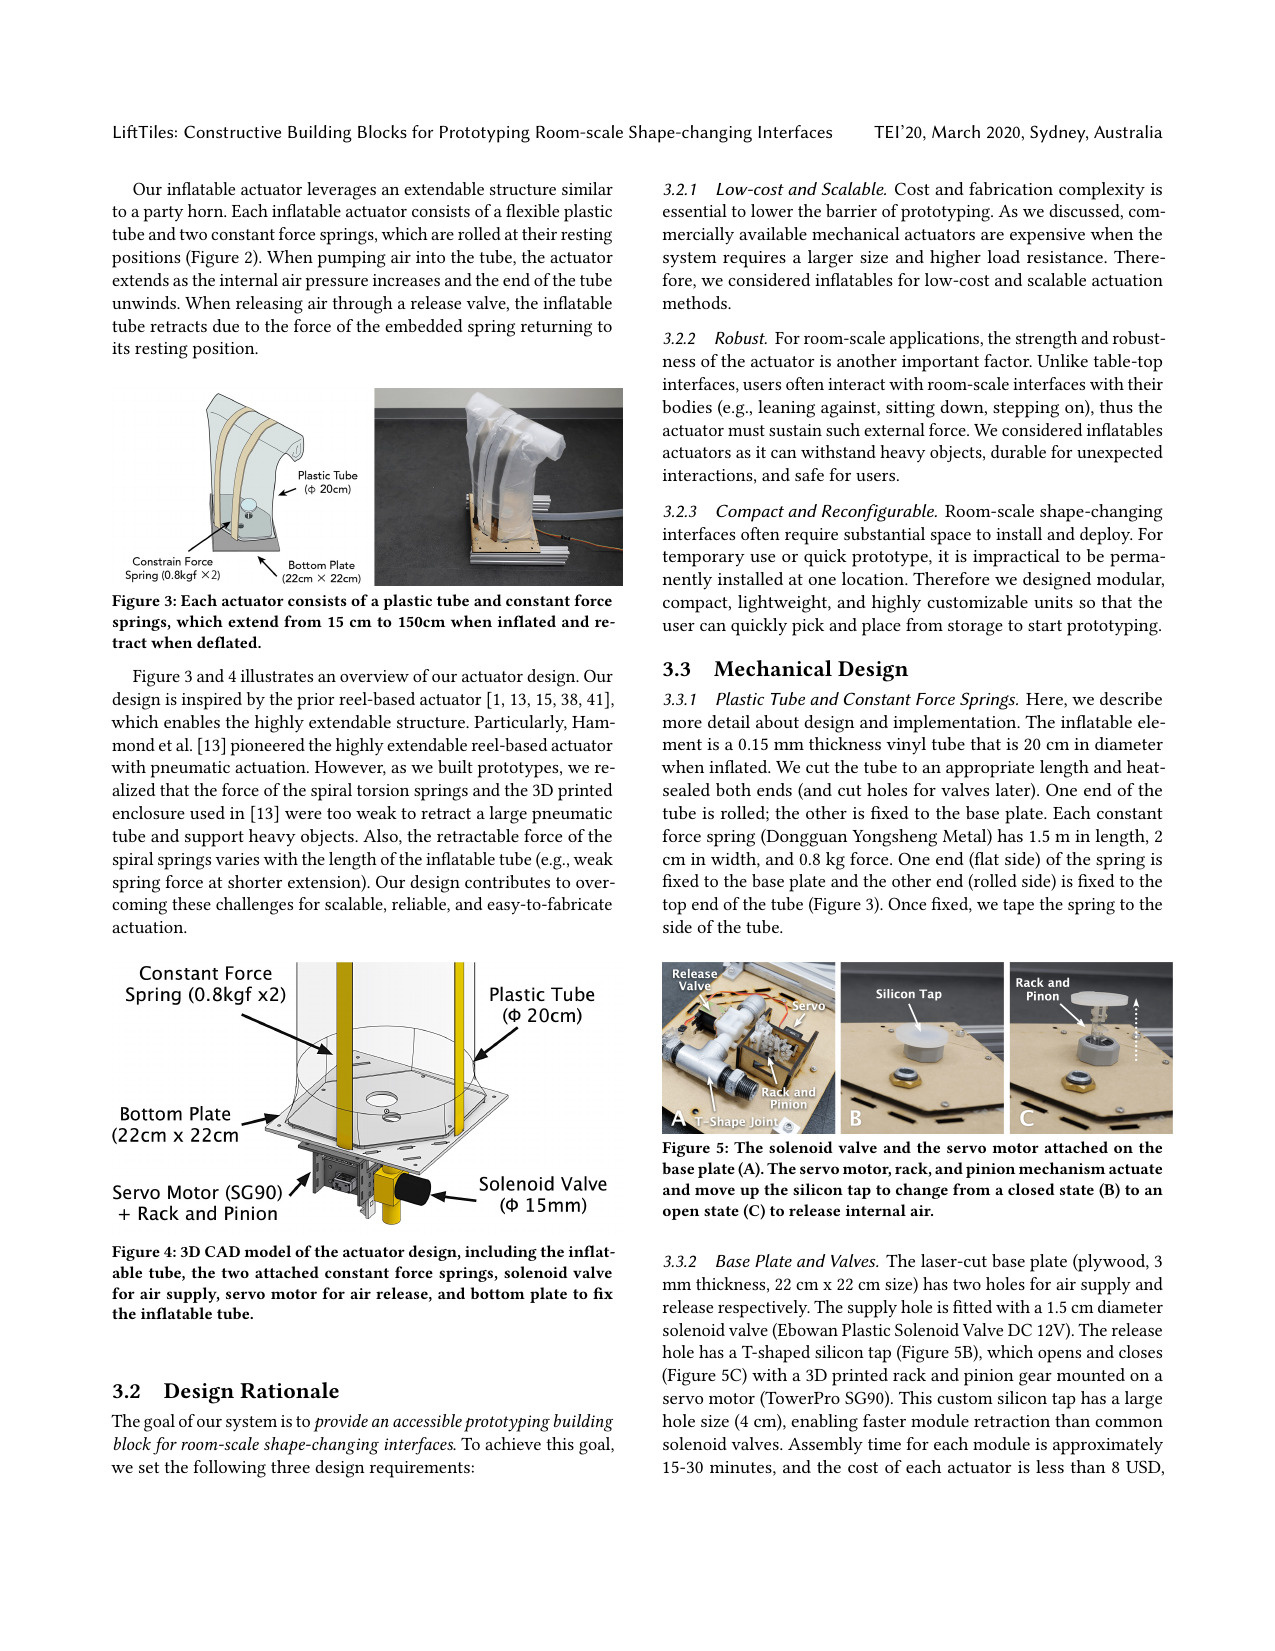 LiftTiles: Constructive Building Blocks for Prototyping Room-scale Shape-changing Interfaces TEI'20, March 2020, Sydney, Australia
Our inflatable actuator leverages an extendable structure similar
to a party horn. Each inflatable actuator consists of a flexible plastic
tube and two constant force springs, which are rolled at their resting
positions (Figure 2). When pumping air into the tube, the actuator
extends as the internal air pressure increases and the end of the tube
unwinds. When releasing air through a release valve, the inflatable
tube retracts due to the force of the embedded spring returning to
its resting position.
Plastic Tube
(ф 20cm)
Constrain Force
Spring (0.8kgf ×2)
Bottom Plate
(22cm × 22cm)
Figure 3: Each actuator consists of a plastic tube and constant force
springs, which extend from 15 cm to 150cm when inflated and re-
tract when deflated.
Figure 3 and 4 illustrates an overview of our actuator design. Our
design is inspired by the prior reel-based actuator [1, 13, 15, 38, 41],
which enables the highly extendable structure. Particularly, Ham-
mond et al. [13] pioneered the highly extendable reel-based actuator
with pneumatic actuation. However, as we built prototypes, we re-
alized that the force of the spiral torsion springs and the 3D printed
enclosure used in [13] were too weak to retract a large pneumatic
tube and support heavy objects. Also, the retractable force of the
spiral springs varies with the length of the inflatable tube (e.g., weak
spring force at shorter extension). Our design contributes to over-
coming these challenges for scalable, reliable, and easy-to-fabricate
actuation.
Constant Force
Spring (0.8kgf x2)
Plastic Tube
(Φ 20cm)
Bottom Plate
(22cm x 22cm
Servo Motor (SG90)
+ Rack and Pinion
Solenoid Valve
(Φ 15mm)
Figure 4: 3D CAD model of the actuator design, including the inflat-
able tube, the two attached constant force springs, solenoid valve
for air supply, servo motor for air release, and bottom plate to fix
the inflatable tube.
3.2 Design Rationale
The goal of our system is to provide an accessible prototyping building
block for room-scale shape-changing interfaces. To achieve this goal,
we set the following three design requirements:
3.2.1 Low-cost and Scalable. Cost and fabrication complexity is
essential to lower the barrier of prototyping. As we discussed, com-
mercially available mechanical actuators are expensive when the
system requires a larger size and higher load resistance. There-
fore, we considered inflatables for low-cost and scalable actuation
methods.
3.2.2 Robust. For room-scale applications, the strength and robust-
ness of the actuator is another important factor. Unlike table-top
interfaces, users often interact with room-scale interfaces with their
bodies (e.g., leaning against, sitting down, stepping on), thus the
actuator must sustain such external force. We considered inflatables
actuators as it can withstand heavy objects, durable for unexpected
interactions, and safe for users.
3.2.3 Compact and Reconfigurable. Room-scale shape-changing
interfaces often require substantial space to install and deploy. For
temporary use or quick prototype, it is impractical to be perma-
nently installed at one location. Therefore we designed modular,
compact, lightweight, and highly customizable units so that the
user can quickly pick and place from storage to start prototyping.
3.3 Mechanical Design
3.3.1 Plastic Tube and Constant Force Springs. Here, we describe
more detail about design and implementation. The inflatable ele-
ment is a 0.15 mm thickness vinyl tube that is 20 cm in diameter
when inflated. We cut the tube to an appropriate length and heat-
sealed both ends (and cut holes for valves later). One end of the
tube is rolled; the other is fixed to the base plate. Each constant
force spring (Dongguan Yongsheng Metal) has 1.5 m in length, 2
cm in width, and 0.8 kg force. One end (flat side) of the spring is
fixed to the base plate and the other end (rolled side) is fixed to the
top end of the tube (Figure 3). Once fixed, we tape the spring to the
side of the tube.
Release
Valve
Servo
Rack and
Pinion
A T-Shape Joint
Silicon Tap
B
Rack and
Pinon
C
Figure 5: The solenoid valve and the servo motor attached on the
base plate (A). The servo motor, rack, and pinion mechanism actuate
and move up the silicon tap to change from a closed state (B) to an
open state (C) to release internal air.
3.3.2 Base Plate and Valves. The laser-cut base plate (plywood, 3
mm thickness, 22 cm x 22 cm size) has two holes for air supply and
release respectively. The supply hole is fitted with a 1.5 cm diameter
solenoid valve (Ebowan Plastic Solenoid Valve DC 12V). The release
hole has a T-shaped silicon tap (Figure 5B), which opens and closes
(Figure 5C) with a 3D printed rack and pinion gear mounted on a
servo motor (TowerPro SG90). This custom silicon tap has a large
hole size (4 cm), enabling faster module retraction than common
solenoid valves. Assembly time for each module is approximately
15-30 minutes, and the cost of each actuator is less than 8 USD,